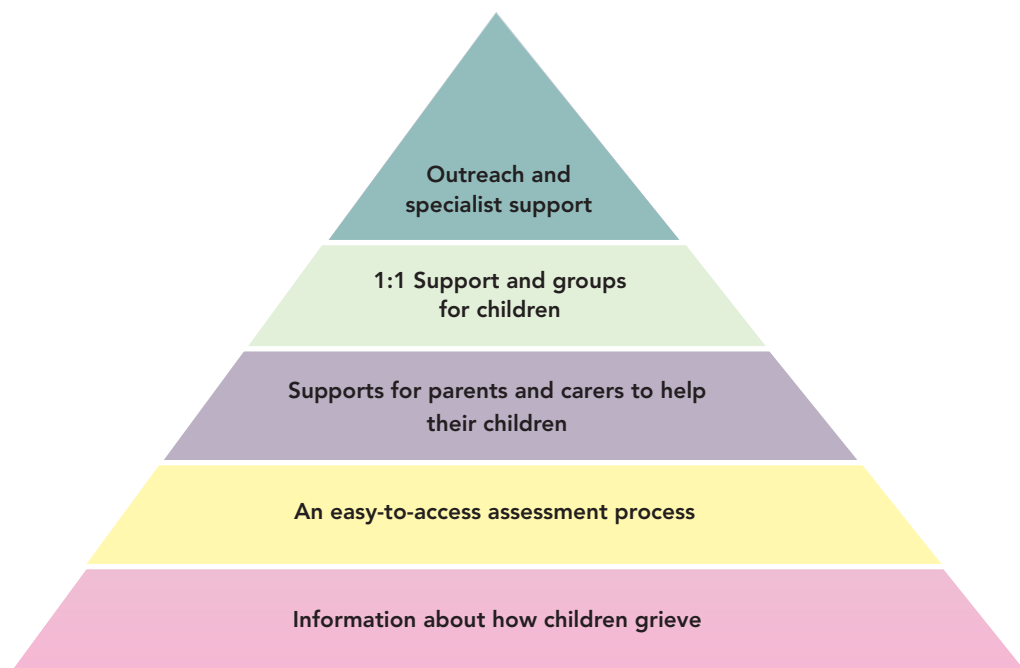 Outreach and
specialist support
1:1 Support and groups
for children
Supports for parents and carers to help
their children
An easy-to-access assessment process
Information about how children grieve